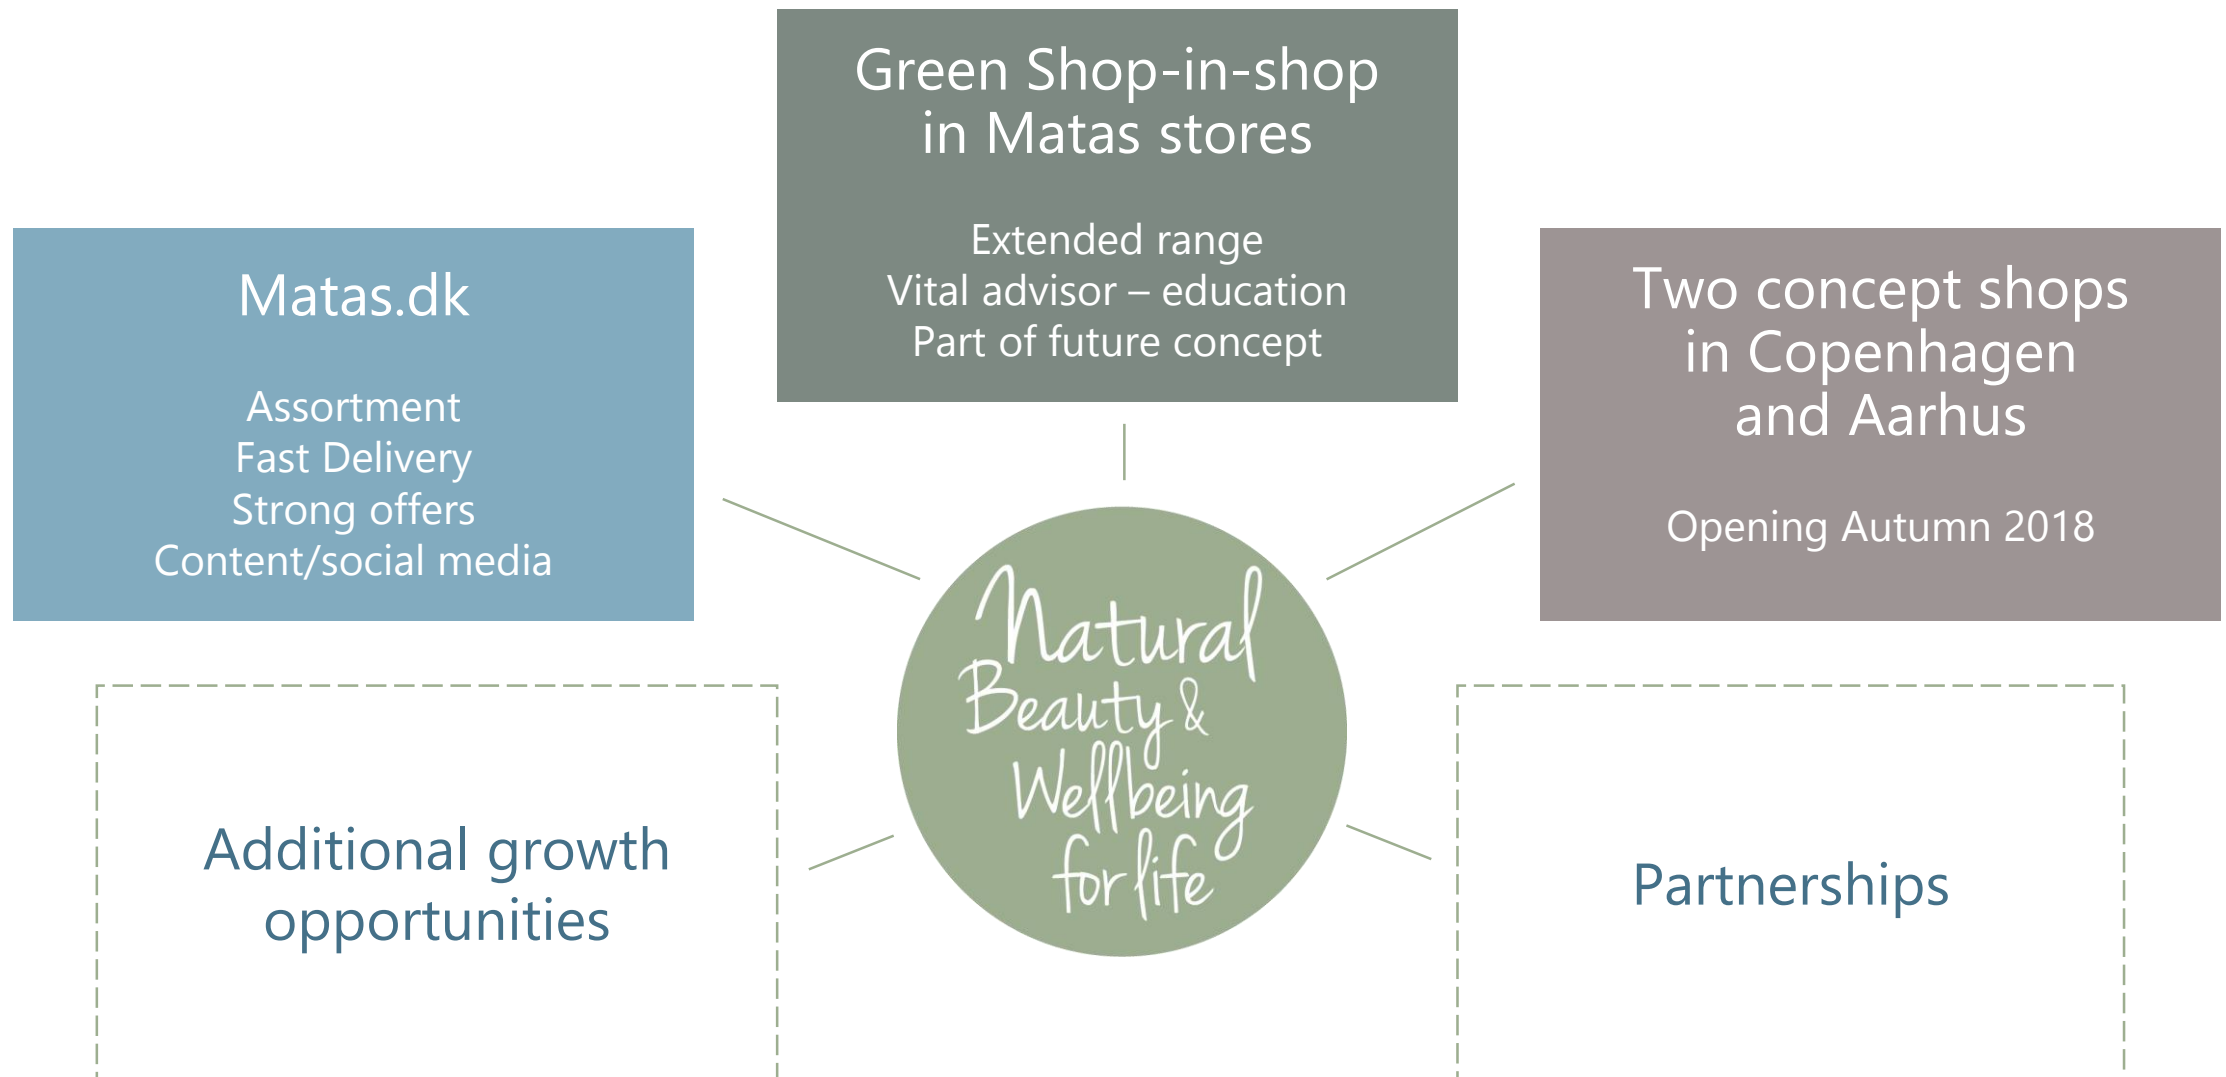 Green Shop-in-shop
in Matas stores
Extended range
Vital advisor – education
Part of future concept
Matas.dk
Assortment
Fast Delivery
Strong offers
Content/social media
Two concept shops
in Copenhagen
and Aarhus
Opening Autumn 2018
Natural
Beauty &
Wellbeing
for life
Additional growth
opportunities
Partnerships